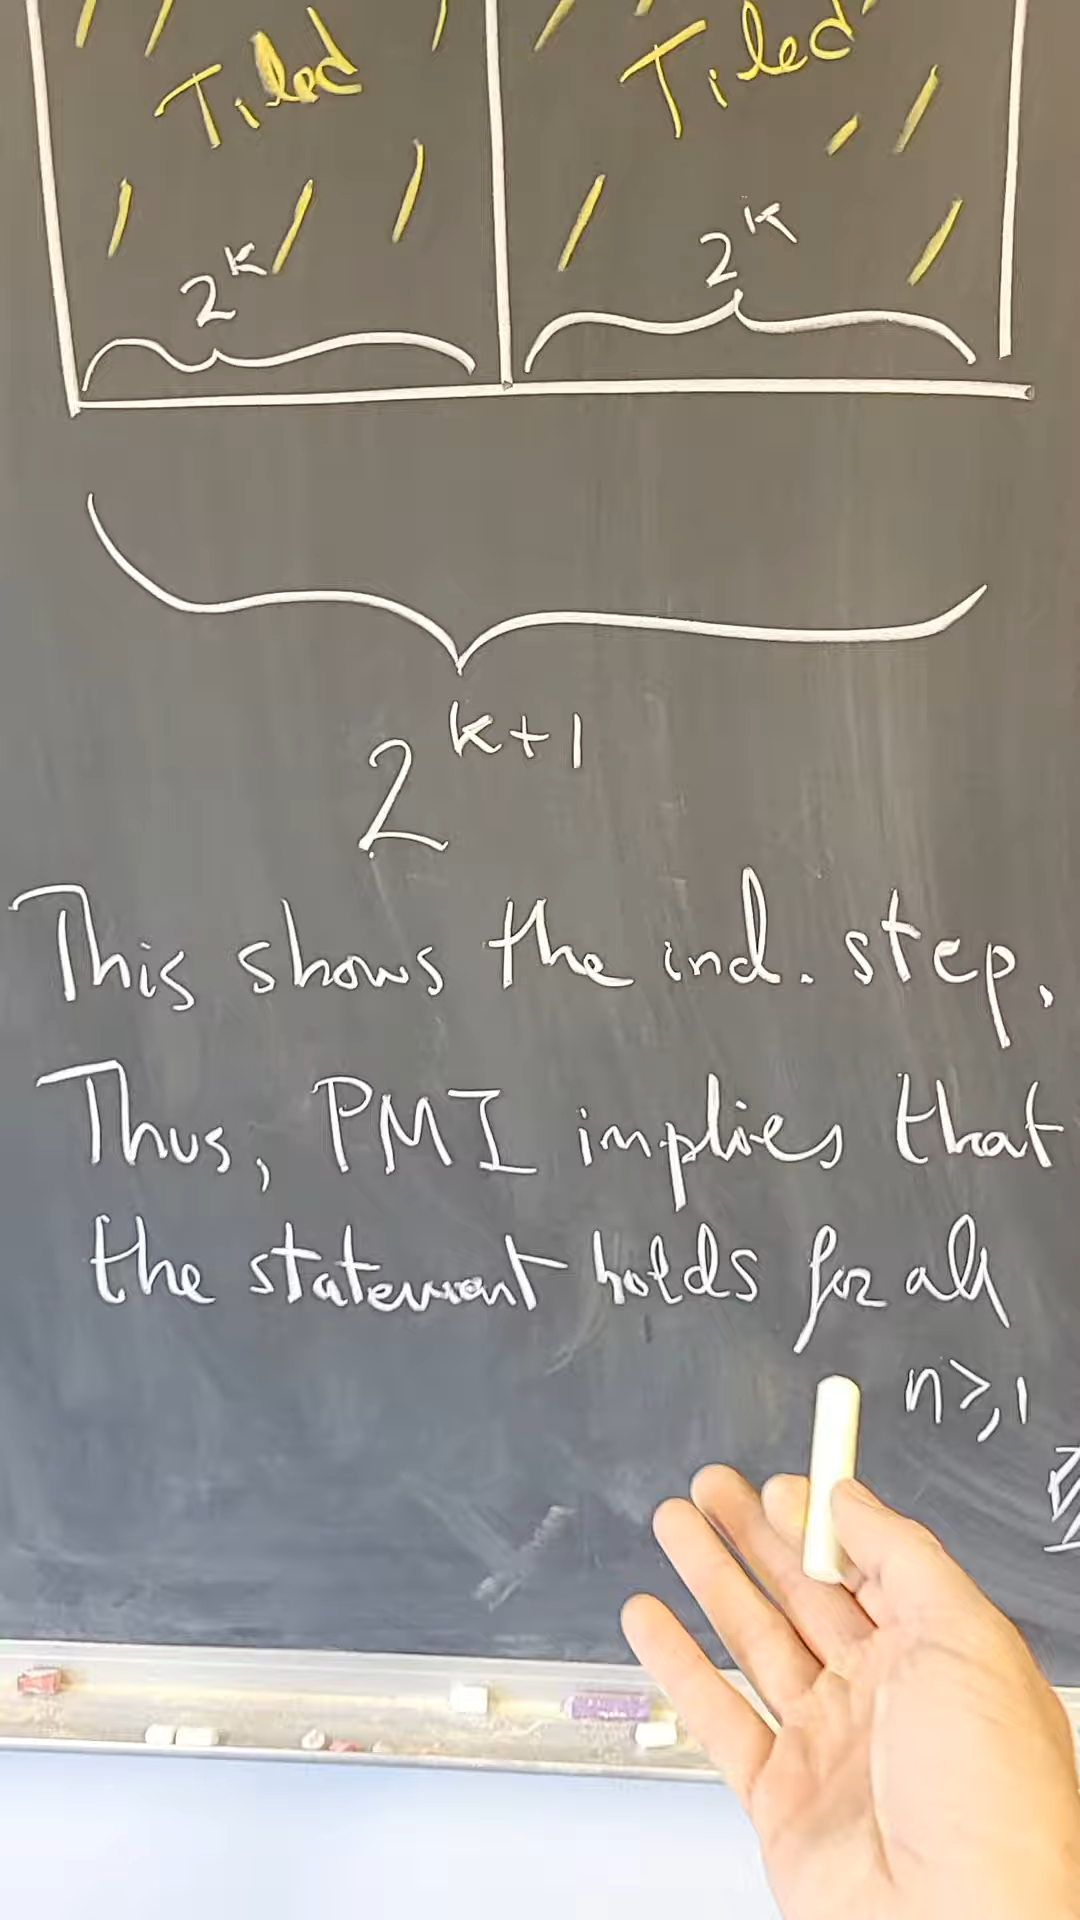 Tiled Tiled
2^k 2^k
2^{k+1}
This shows the ind. step.
Thus, PMI implies that
the statement holds for all
n ≥ 1